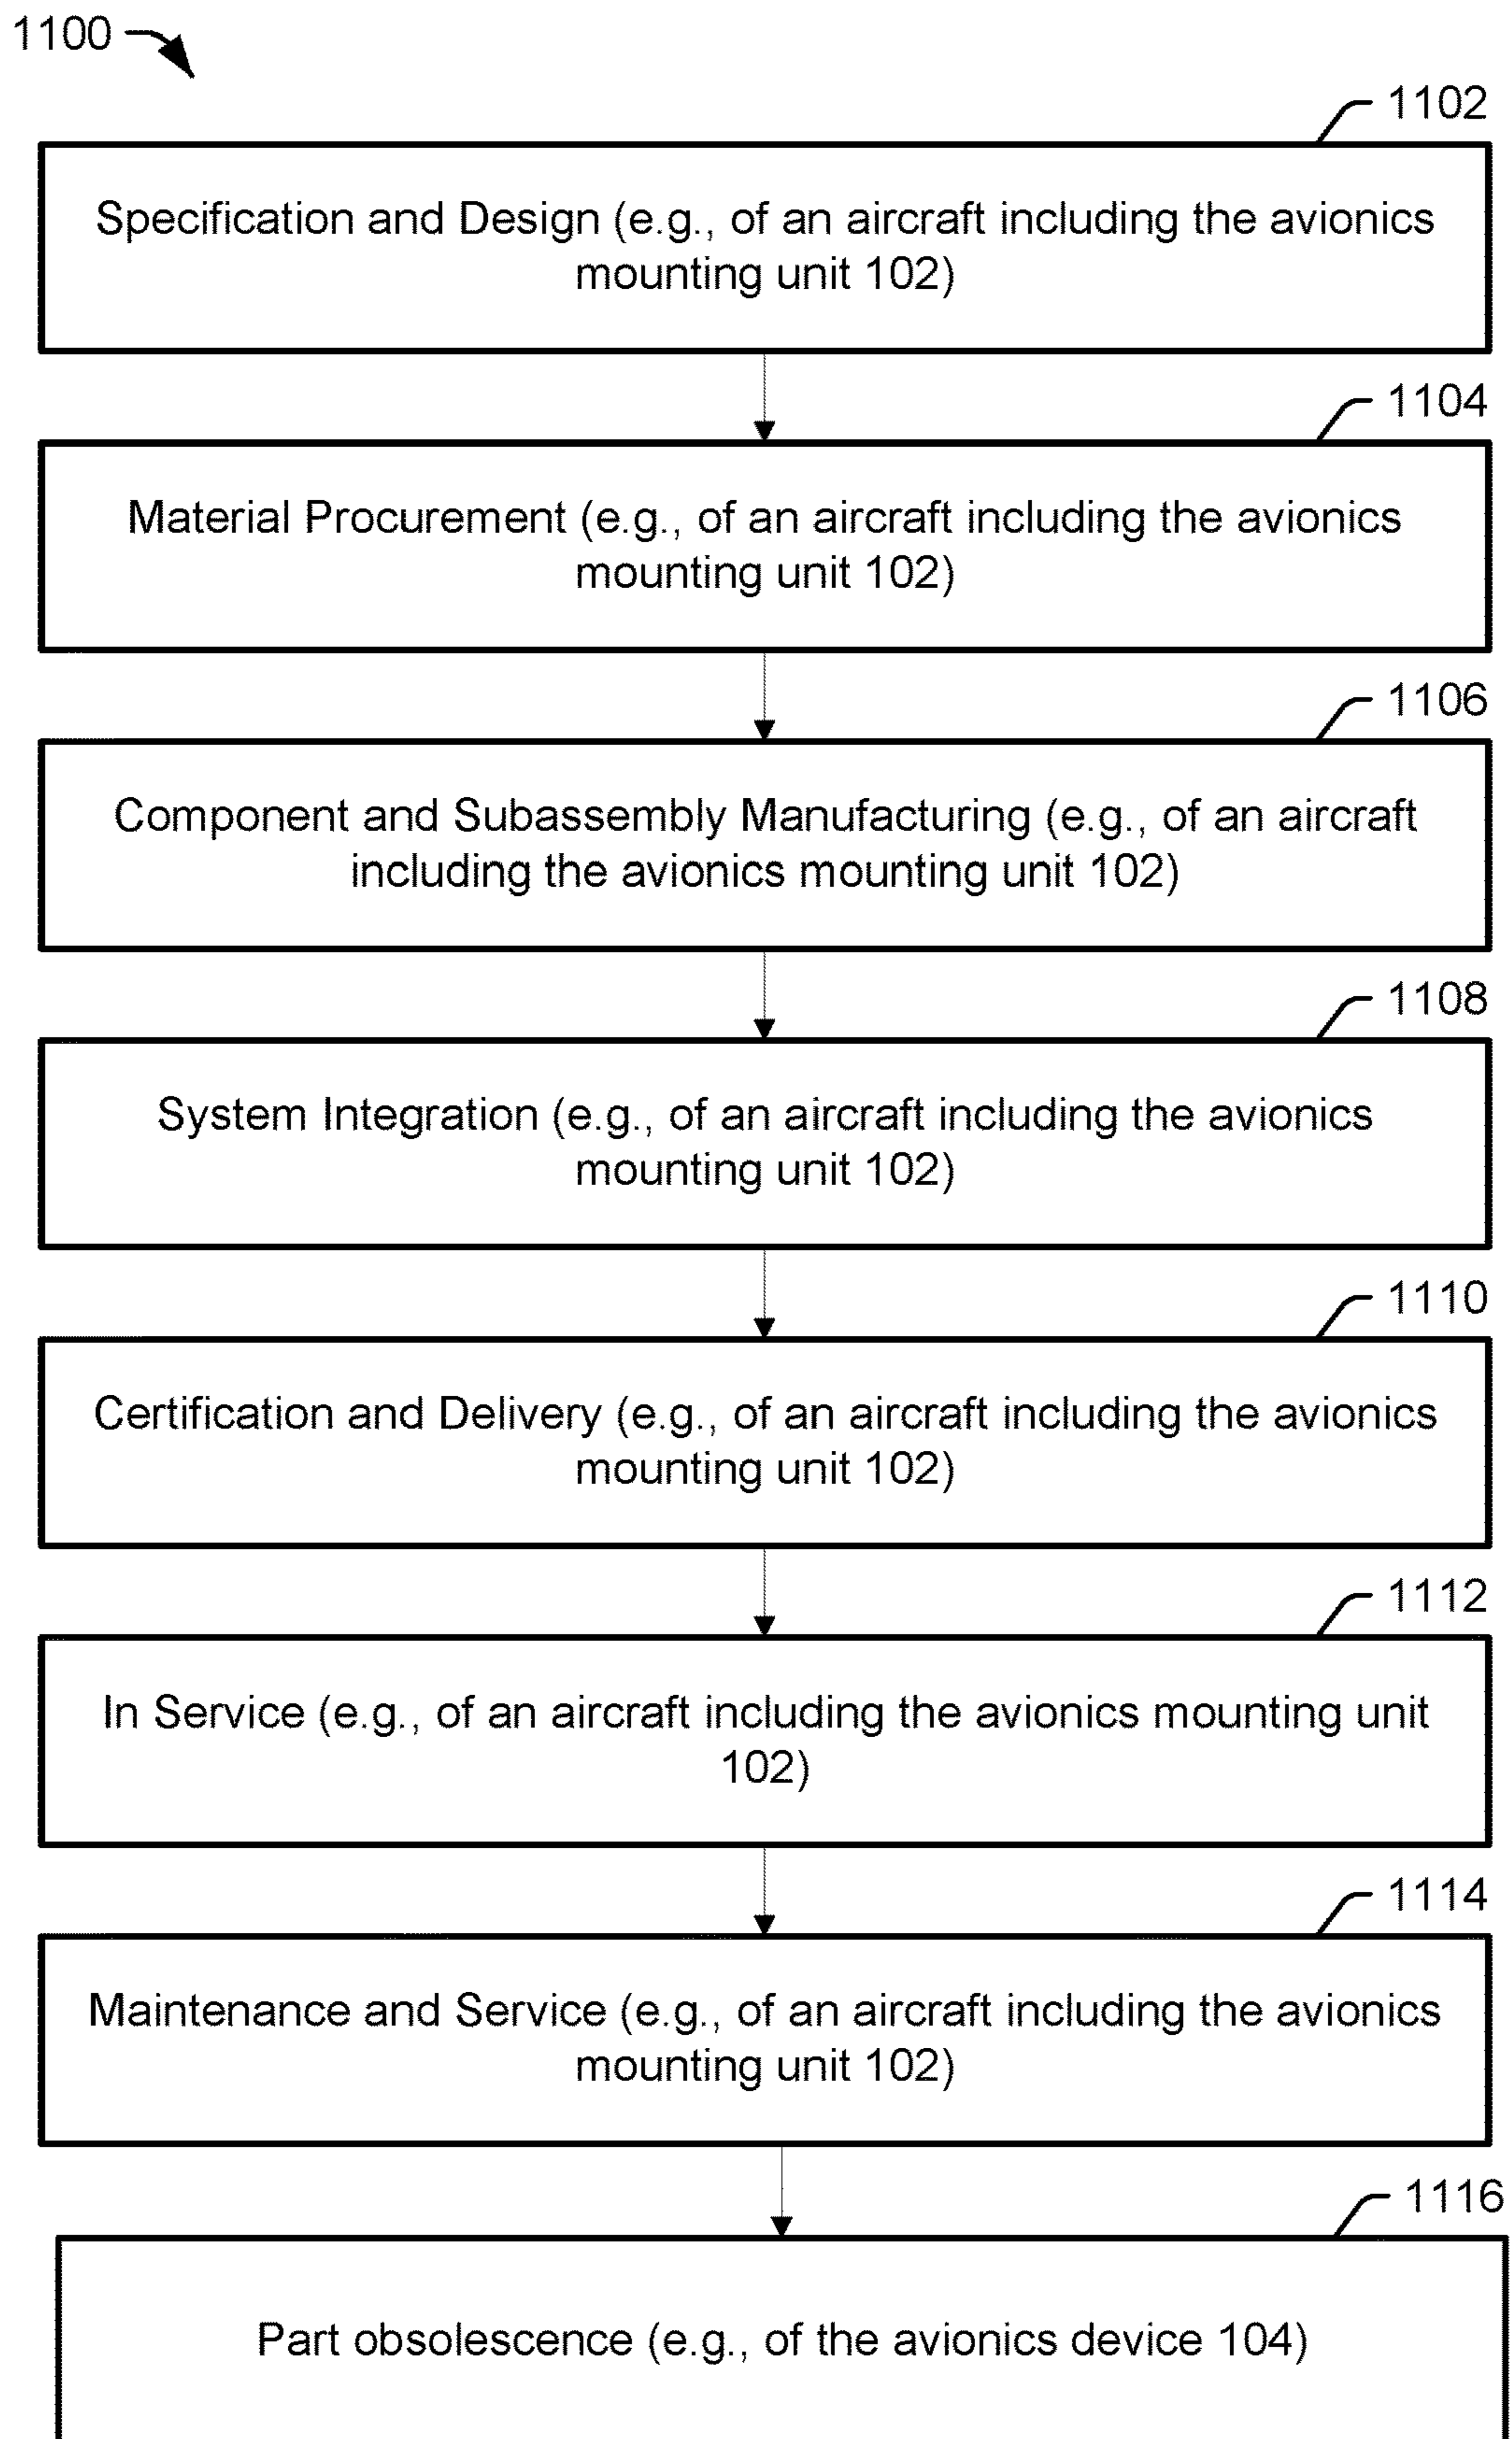 1100
1102
Specification and Design (e.g., of an aircraft including the avionics
mounting unit 102)
1104
Material Procurement (e.g., of an aircraft including the avionics
mounting unit 102)
1106
Component and Subassembly Manufacturing (e.g., of an aircraft
including the avionics mounting unit 102)
1108
System Integration (e.g., of an aircraft including the avionics
mounting unit 102)
1110
Certification and Delivery (e.g., of an aircraft including the avionics
mounting unit 102)
1112
In Service (e.g., of an aircraft including the avionics mounting unit
102)
1114
Maintenance and Service (e.g., of an aircraft including the avionics
mounting unit 102)
1116
Part obsolescence (e.g., of the avionics device 104)